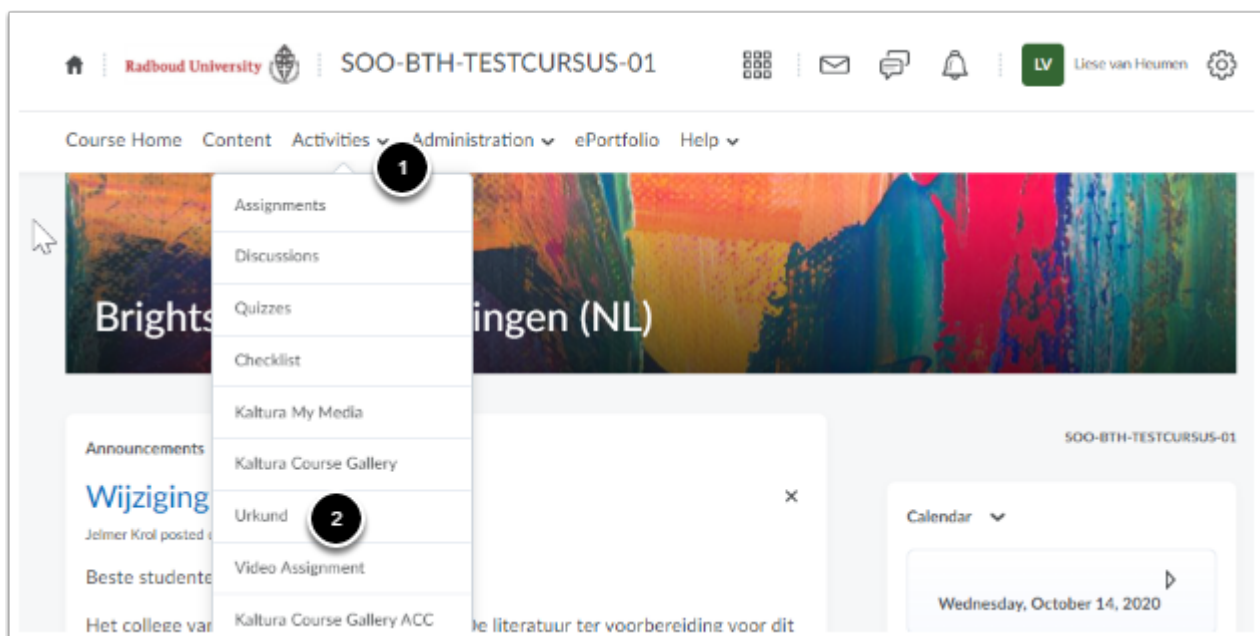 Radboud University
SOO-BTH-TESTCURSUS-01
LV
Liese van Heumen
Course Home Content Activities Administration ePortfolio Help
1
Assignments
Discussions
Quizzes
Checklist
Kaltura My Media
Kaltura Course Gallery
Urkund
2
Video Assignment
Kaltura Course Gallery ACC
Brights ingen (NL)
Announcements
Wijziging
Jelmer Krol posted
Beste studente
Het college van De literatuur ter voorbereiding voor dit
SOO-BTH-TESTCURSUS-01
Calendar
Wednesday, October 14, 2020